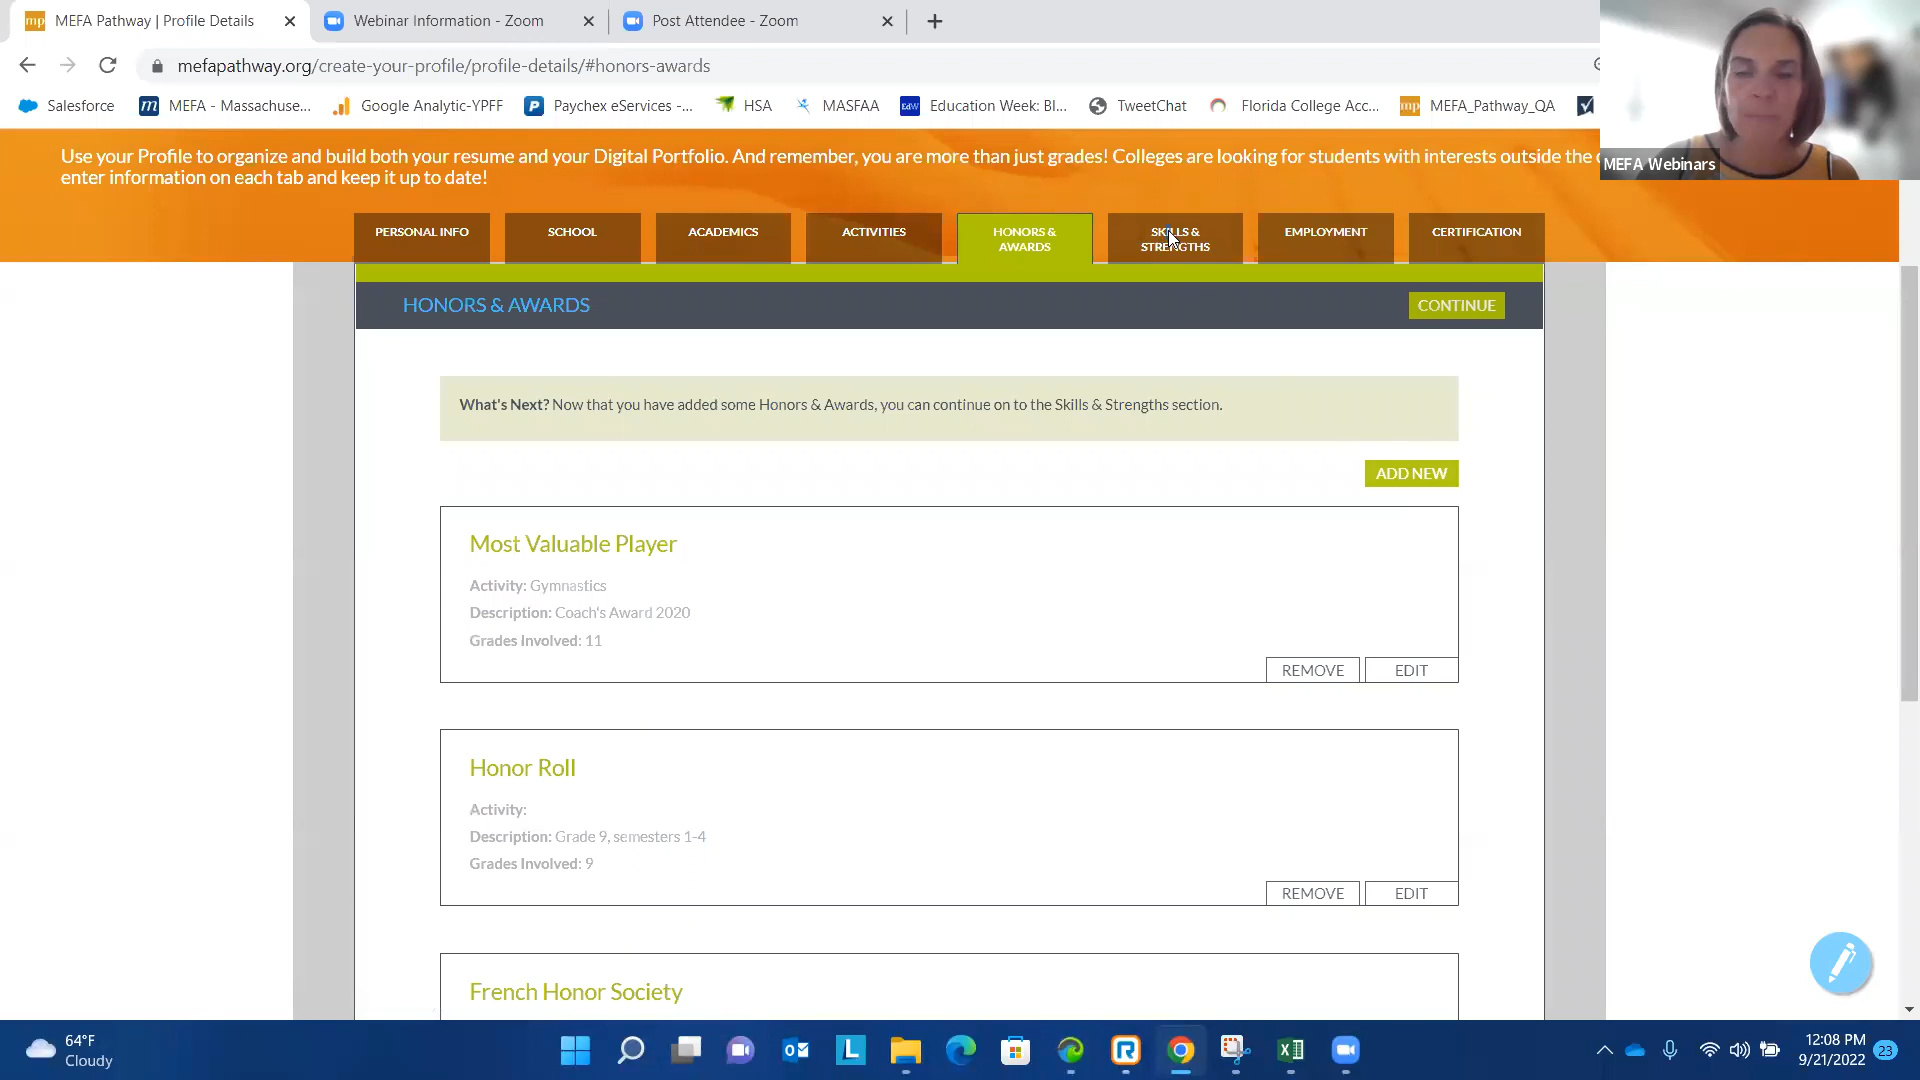 mp MEFA Pathway | Profile Details
Webinar Information - Zoom
Post Attendee - Zoom
mefapathway.org/create-your-profile/profile-details/#honors-awards
Salesforce
m MEFA - Massachuse...
Google Analytic-YPFF
P Paychex eServices -...
HSA
MASFAA
EdW Education Week: Bl...
TweetChat
Florida College Acc...
mp MEFA_Pathway_QA
MEFA Webinars
Use your Profile to organize and build both your resume and your Digital Portfolio. And remember, you are more than just grades! Colleges are looking for students with interests outside the
enter information on each tab and keep it up to date!
PERSONAL INFO
SCHOOL
ACADEMICS
ACTIVITIES
HONORS &
AWARDS
SKILLS &
STRENGTHS
EMPLOYMENT
CERTIFICATION
HONORS & AWARDS
CONTINUE
What's Next? Now that you have added some Honors & Awards, you can continue on to the Skills & Strengths section.
ADD NEW
Most Valuable Player
Activity: Gymnastics
Description: Coach's Award 2020
Grades Involved: 11
REMOVE
EDIT
Honor Roll
Activity:
Description: Grade 9, semesters 1-4
Grades Involved: 9
REMOVE
EDIT
French Honor Society
64°F
Cloudy
L
R
12:08 PM
9/21/2022
23